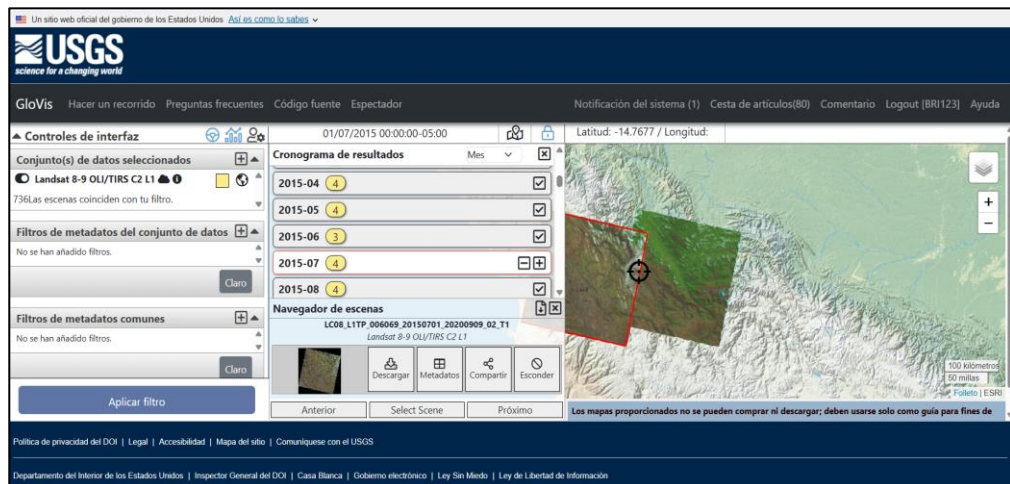 Un sitio web oficial del gobierno de los Estados Unidos Así es como lo sabes
USGS
science for a changing world
GloVis Hacer un recorrido Preguntas frecuentes Código fuente Espectador Notificación del sistema (1) Cesta de artículos(80) Comentario Logout [BRI123] Ayuda
Controles de interfaz
01/07/2015 00:00:00-05:00
Latitud: -14.7677 / Longitud:
Conjunto(s) de datos seleccionados
Landsat 8-9 OLI/TIRS C2 L1
736Las escenas coinciden con tu filtro.
Filtros de metadatos del conjunto de datos
No se han añadido filtros.
Claro
Filtros de metadatos comunes
No se han añadido filtros.
Claro
Aplicar filtro
Cronograma de resultados Mes
2015-04 4
2015-05 4
2015-06 3
2015-07 4
2015-08 4
Navegador de escenas
LC08_L1TP_006069_20150701_20200909_02_T1
Landsat 8-9 OLI/TIRS C2 L1
Descargar Metadatos Compartir Esconder
Anterior Select Scene Próximo
+
−
100 kilómetros
50 millas
Folleto | ESRI
Los mapas proporcionados no se pueden comprar ni descargar; deben usarse solo como guía para fines de
Política de privacidad del DOI | Legal | Accesibilidad | Mapa del sitio | Comuníquese con el USGS
Departamento del Interior de los Estados Unidos | Inspector General del DOI | Casa Blanca | Gobierno electrónico | Ley Sin Miedo | Ley de Libertad de Información